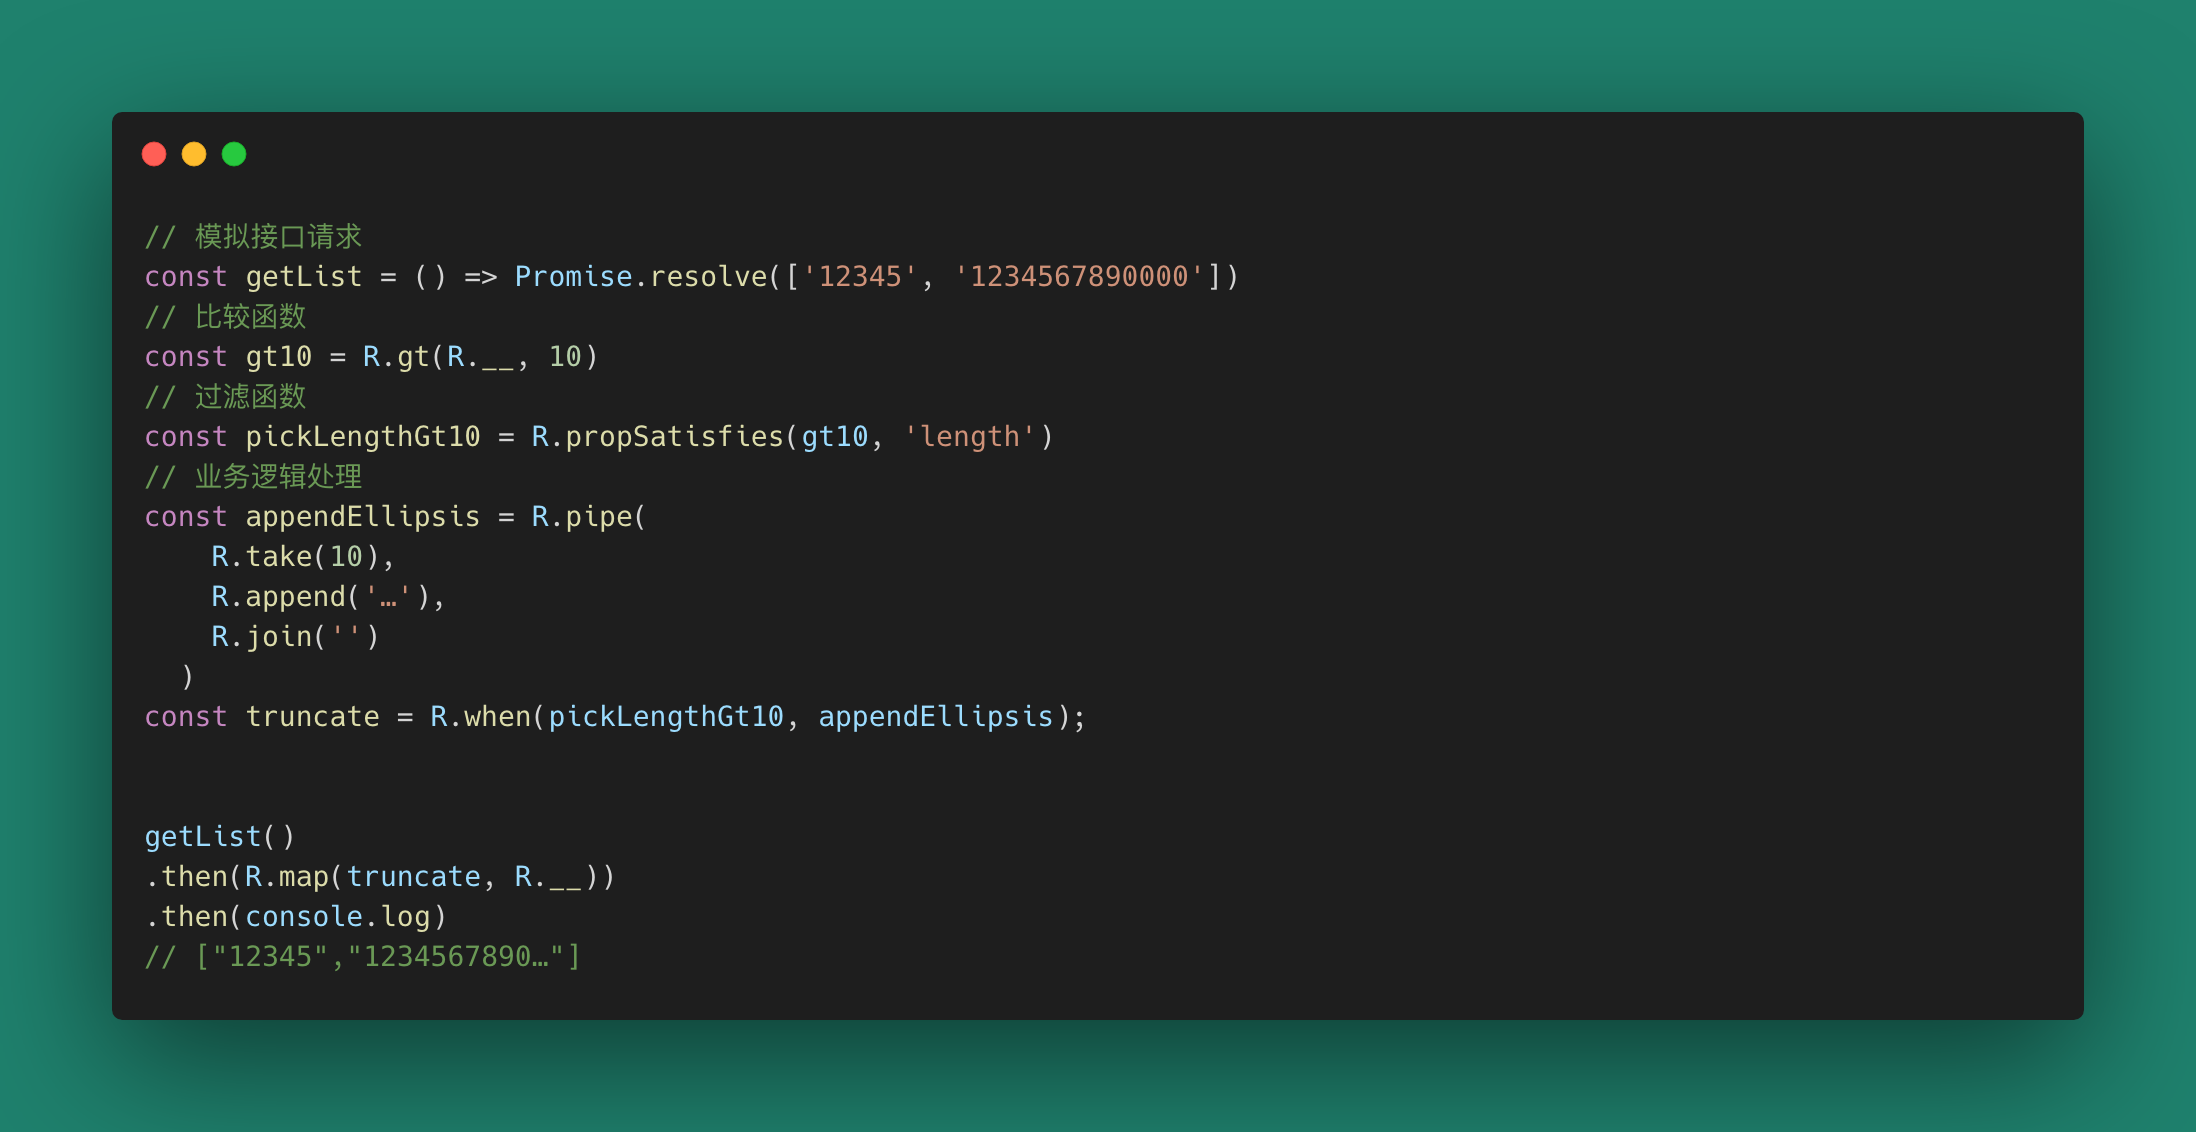 // 模拟接口请求
const getList = () => Promise.resolve(['12345', '1234567890000'])
// 比较函数
const gt10 = R.gt(R.__, 10)
// 过滤函数
const pickLengthGt10 = R.propSatisfies(gt10, 'length')
// 业务逻辑处理
const appendEllipsis = R.pipe(
    R.take(10),
    R.append('…'),
    R.join('')
  )
const truncate = R.when(pickLengthGt10, appendEllipsis);
getList()
.then(R.map(truncate, R.__))
.then(console.log)
// ["12345","1234567890…"]